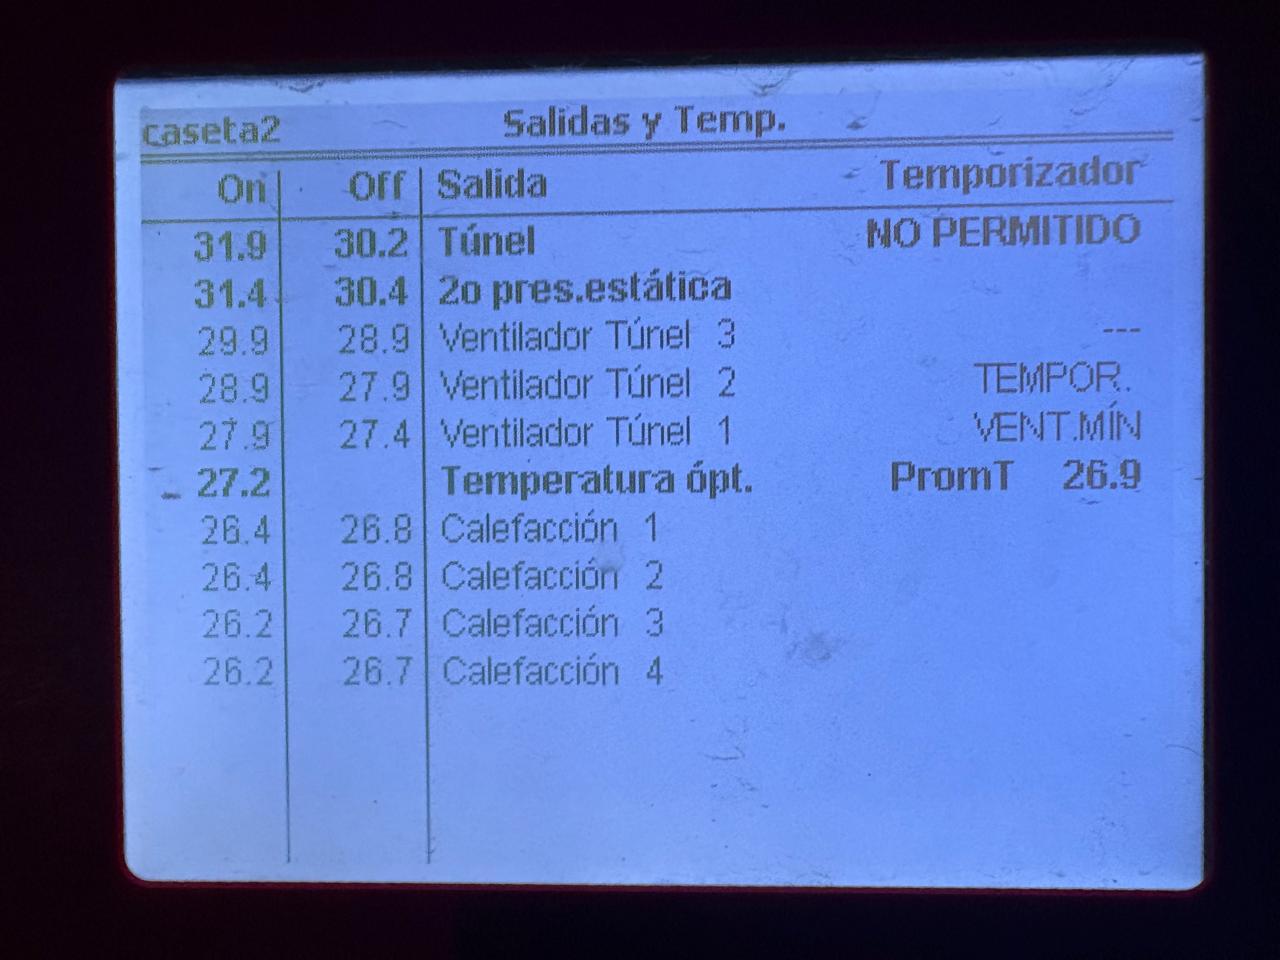 caseta2 Salidas y Temp.
On Off Salida Temporizador
31.9 30.2 Túnel NO PERMITIDO
31.4 30.4 2o pres.estática
29.9 28.9 Ventilador Túnel 3 ---
28.9 27.9 Ventilador Túnel 2 TEMPOR.
27.9 27.4 Ventilador Túnel 1 VENT.MÍN
27.2 Temperatura ópt. PromT 26.9
26.4 26.8 Calefacción 1
26.4 26.8 Calefacción 2
26.2 26.7 Calefacción 3
26.2 26.7 Calefacción 4